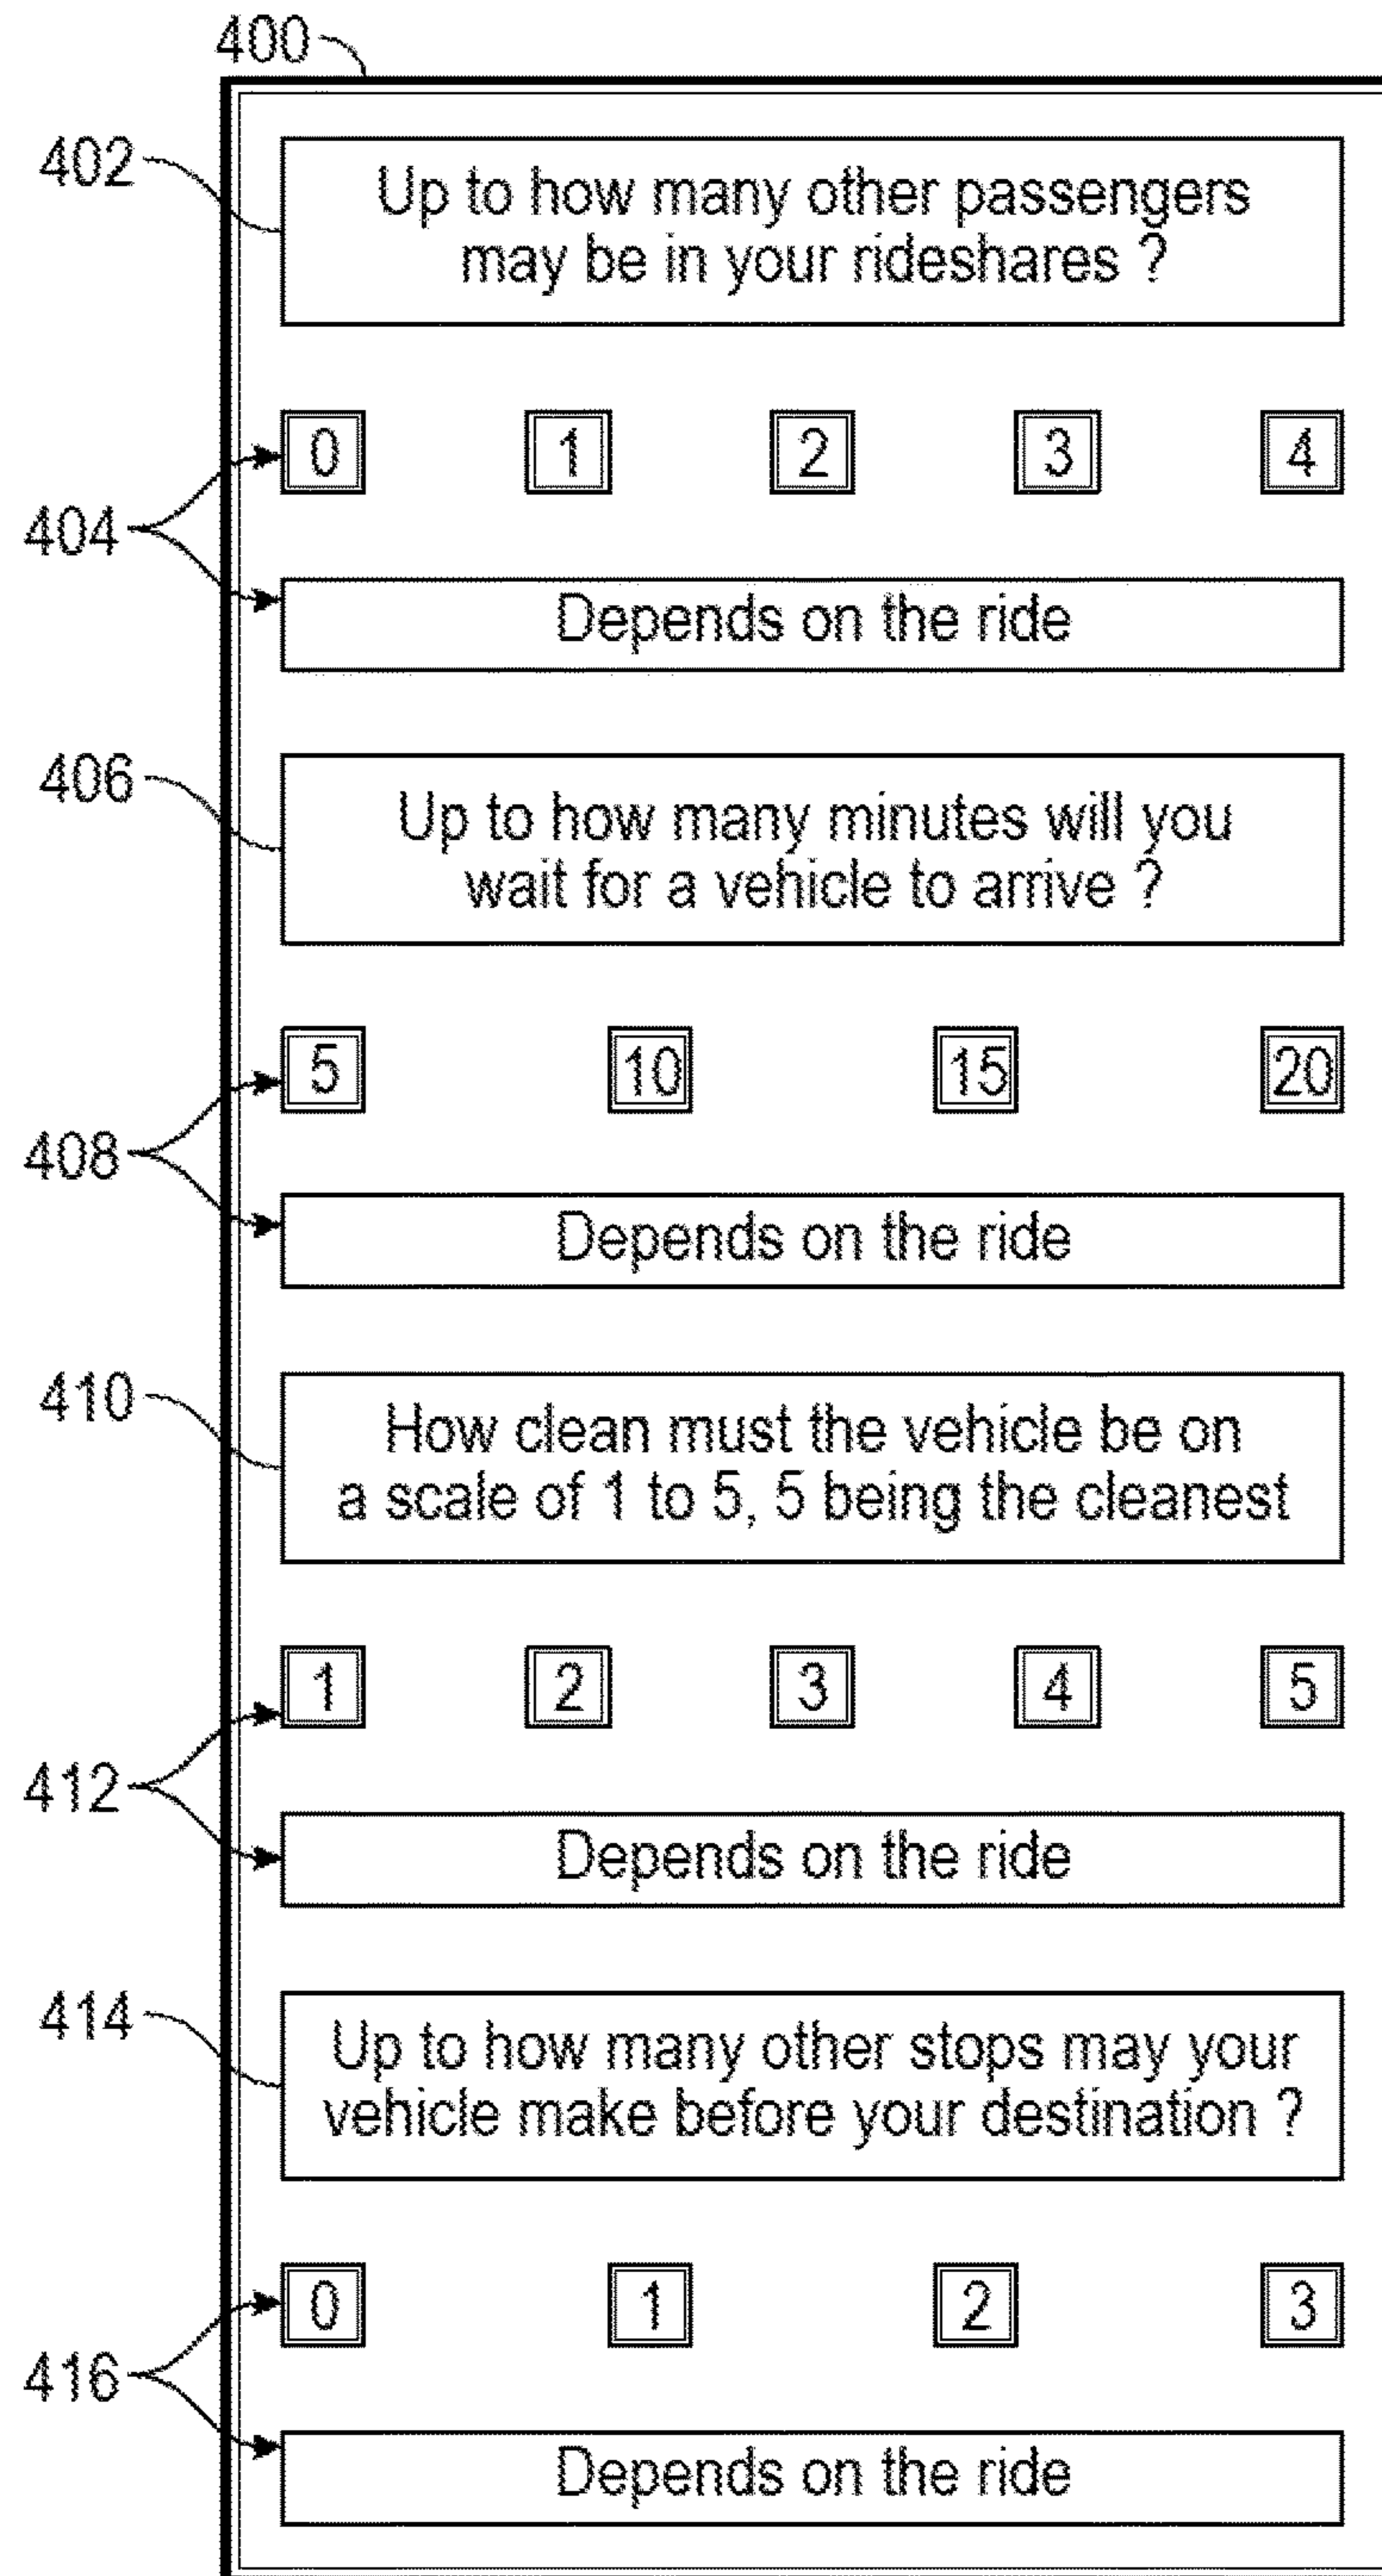 400
402
Up to how many other passengers
may be in your rideshares ?
0 1 2 3 4
404
Depends on the ride
406
Up to how many minutes will you
wait for a vehicle to arrive ?
5 10 15 20
408
Depends on the ride
410
How clean must the vehicle be on
a scale of 1 to 5, 5 being the cleanest
1 2 3 4 5
412
Depends on the ride
414
Up to how many other stops may your
vehicle make before your destination ?
0 1 2 3
416
Depends on the ride